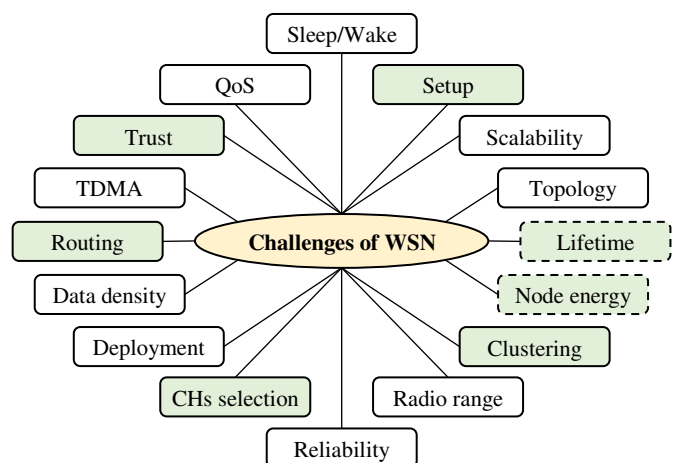 Sleep/Wake
QoS
Setup
Trust
Scalability
TDMA
Topology
Routing
Challenges of WSN
Lifetime
Data density
Node energy
Deployment
Clustering
CHs selection
Radio range
Reliability